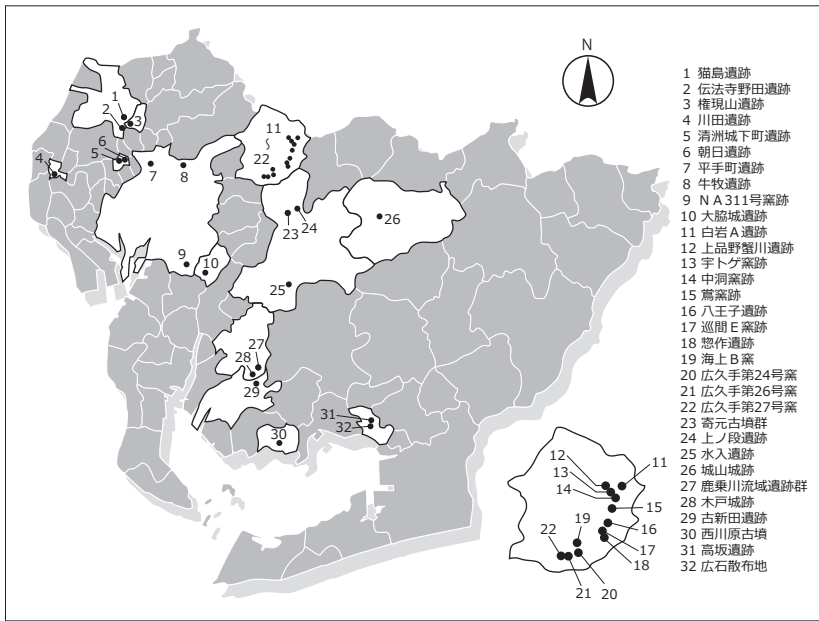 N
1 猫島遺跡
2 伝法寺野田遺跡
3 権現山遺跡
4 川田遺跡
5 清洲城下町遺跡
6 朝日遺跡
7 平手町遺跡
8 牛牧遺跡
9 NA311号窯跡
10 大脇城遺跡
11 白岩A遺跡
12 上品野蟹川遺跡
13 宇トゲ窯跡
14 中洞窯跡
15 鴬窯跡
16 八王子遺跡
17 巡間E窯跡
18 惣作遺跡
19 海上B窯
20 広久手第24号窯
21 広久手第26号窯
22 広久手第27号窯
23 寄元古墳群
24 上ノ段遺跡
25 水入遺跡
26 城山城跡
27 鹿乗川流域遺跡群
28 木戸城跡
29 古新田遺跡
30 西川原古墳
31 高坂遺跡
32 広石散布地
1
2
3
4
5
6
7
8
9
10
11
〜
22
23
24
25
26
27
28
29
30
31
32
12
11
13
14
15
16
19
22
17
18
21
20